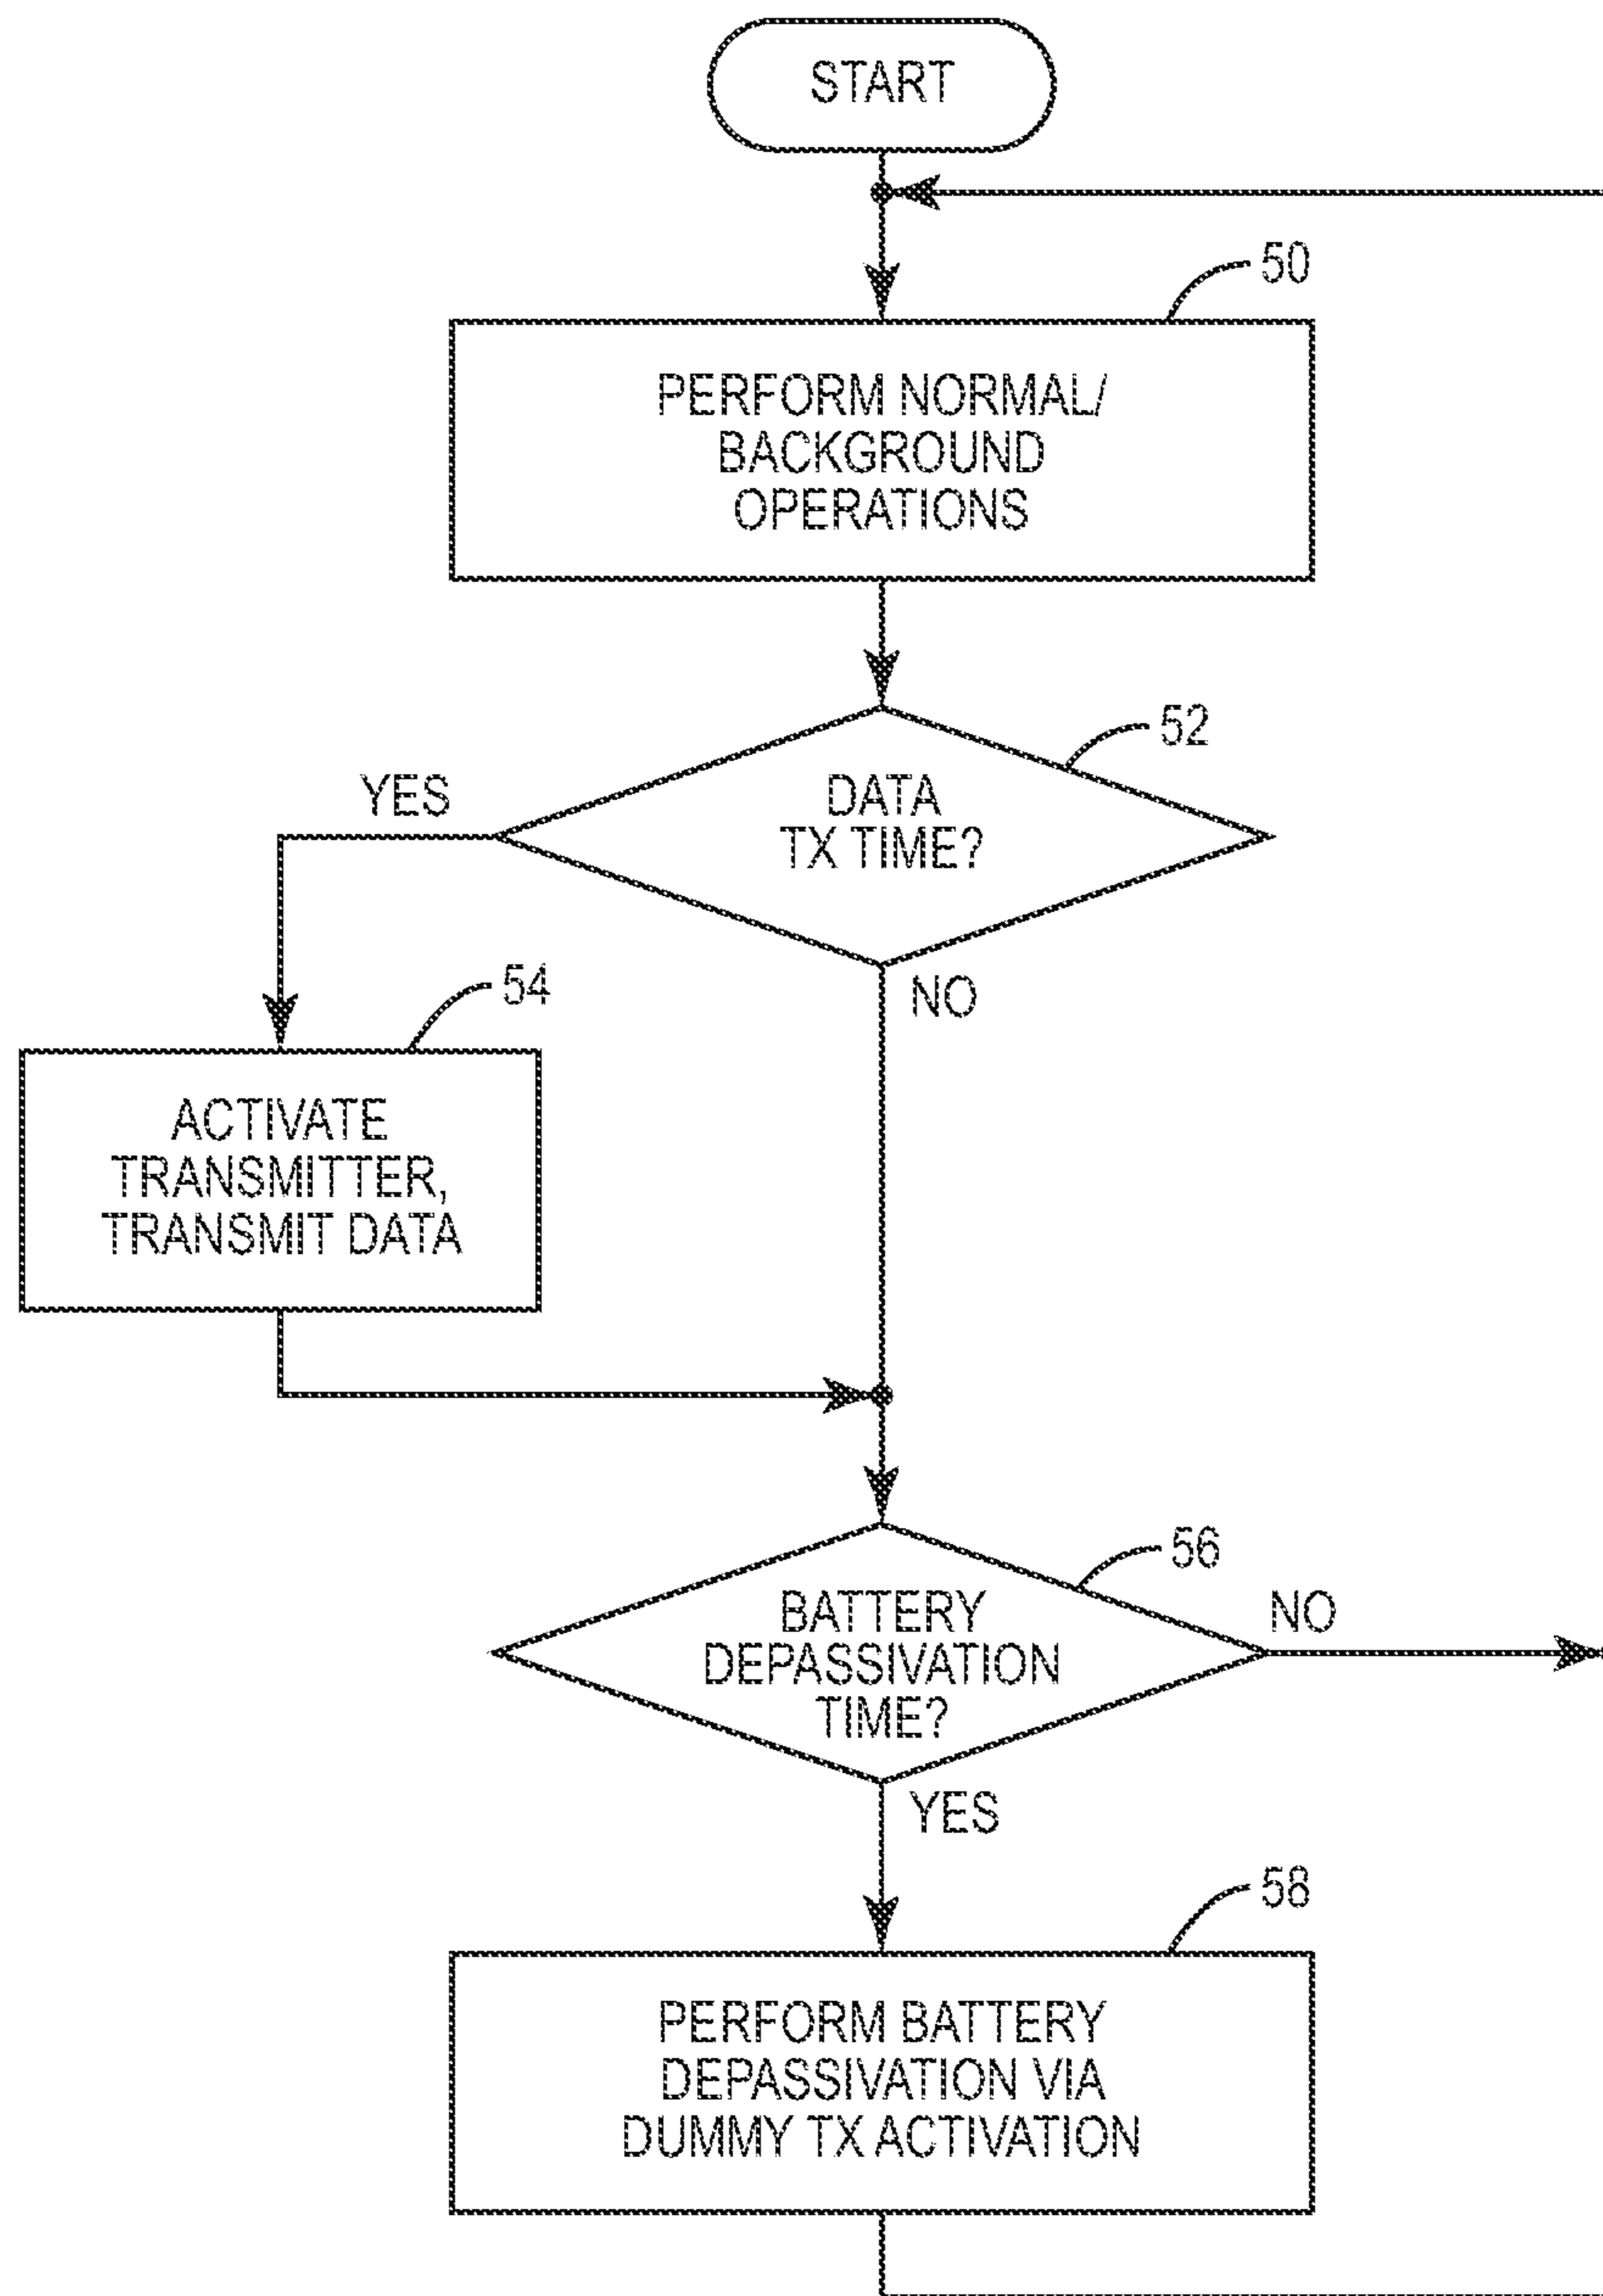 START
50
PERFORM NORMAL/
BACKGROUND
OPERATIONS
52
YES
DATA
TX TIME?
NO
54
ACTIVATE
TRANSMITTER,
TRANSMIT DATA
56
NO
BATTERY
DEPASSIVATION
TIME?
YES
58
PERFORM BATTERY
DEPASSIVATION VIA
DUMMY TX ACTIVATION